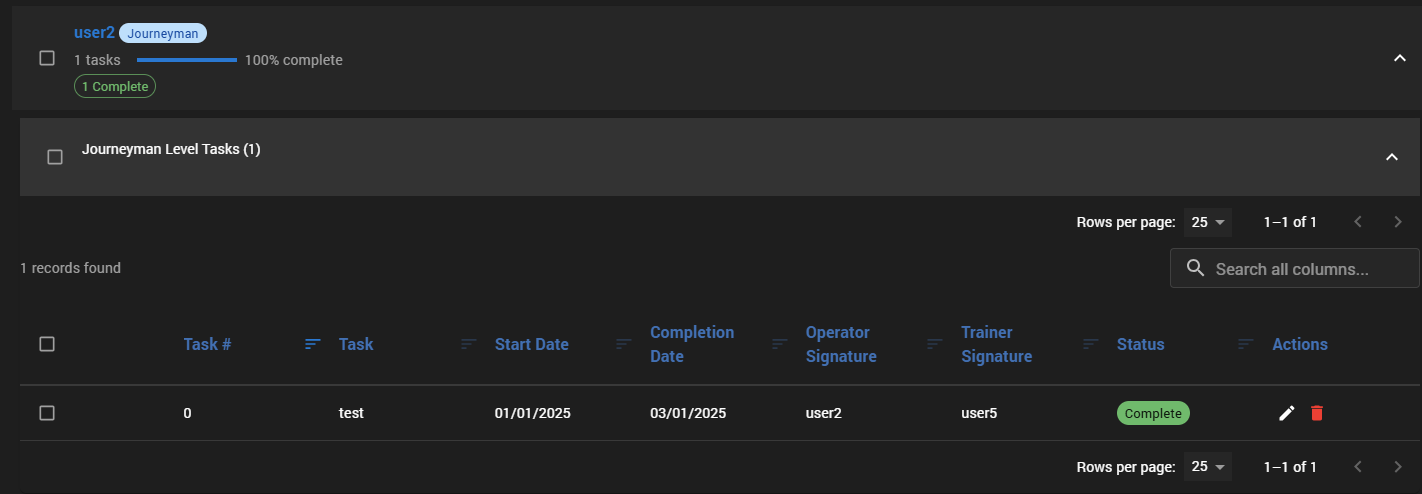 user2 Journeyman
1 tasks 100% complete
1 Complete
Journeyman Level Tasks (1)
Rows per page: 25 1–1 of 1
1 records found
Search all columns...
Task # Task Start Date Completion Date Operator Signature Trainer Signature Status Actions
0 test 01/01/2025 03/01/2025 user2 user5 Complete
Rows per page: 25 1–1 of 1